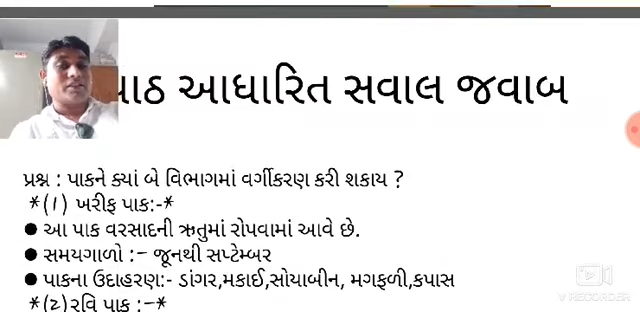 પાઠ આધારિત સવાલ જવાબ
પ્રશ્ન : પાકને ક્યાં બે વિભાગમાં વર્ગીકરણ કરી શકાય ?
*(૧) ખરીફ પાક:-*
● આ પાક વરસાદની ઋતુમાં રોપવામાં આવે છે.
● સમયગાળો :- જૂનથી સપ્ટેમ્બર
● પાકના ઉદાહરણ:- ડાંગર,મકાઈ,સોયાબીન, મગફળી,કપાસ
*(૨)રવિ પાક :-*
V RECORDER